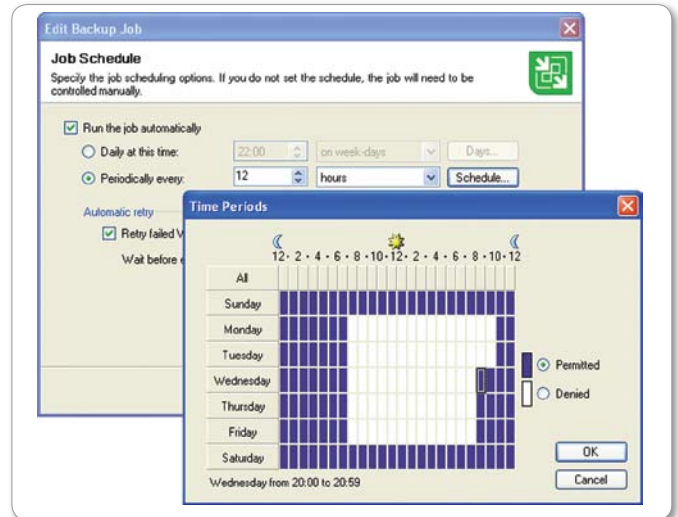 Edit Backup Job
Job Schedule
Specify the job scheduling options. If you do not set the schedule, the job will need to be
controlled manually.
Run the job automatically
Daily at this time: 22:00 on week-days Days...
Periodically every: 12 hours Schedule...
Automatic retry
Retry failed V
Wait before e
Time Periods
12 · 2 · 4 · 6 · 8 · 10 · 12 · 2 · 4 · 6 · 8 · 10 · 12
All
Sunday
Monday
Tuesday
Wednesday
Thursday
Friday
Saturday
Permitted
Denied
Wednesday from 20:00 to 20:59
OK
Cancel